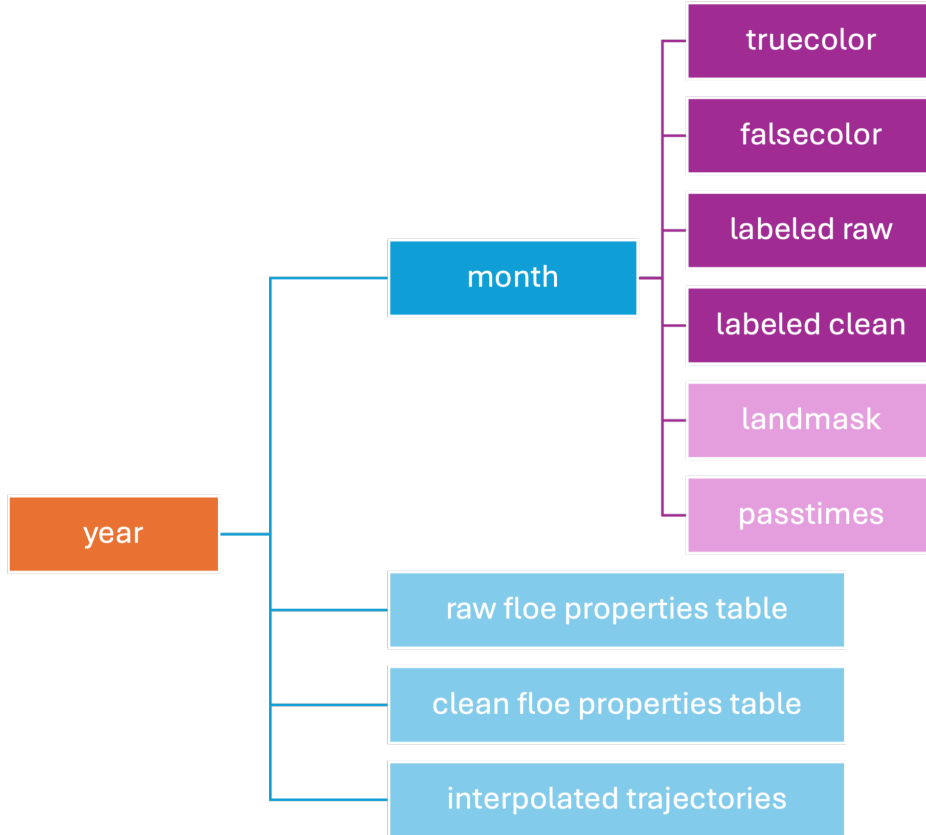 truecolor
falsecolor
labeled raw
month
labeled clean
landmask
passtimes
year
raw floe properties table
clean floe properties table
interpolated trajectories